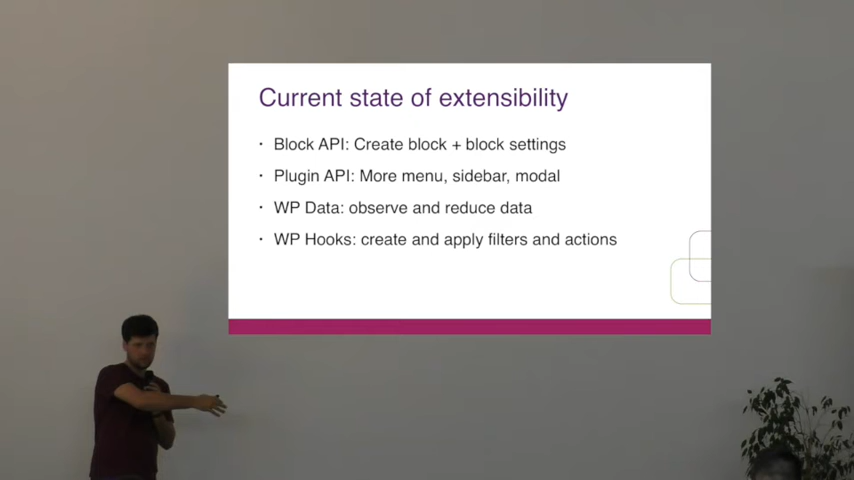 Current state of extensibility
· Block API: Create block + block settings
· Plugin API: More menu, sidebar, modal
· WP Data: observe and reduce data
· WP Hooks: create and apply filters and actions